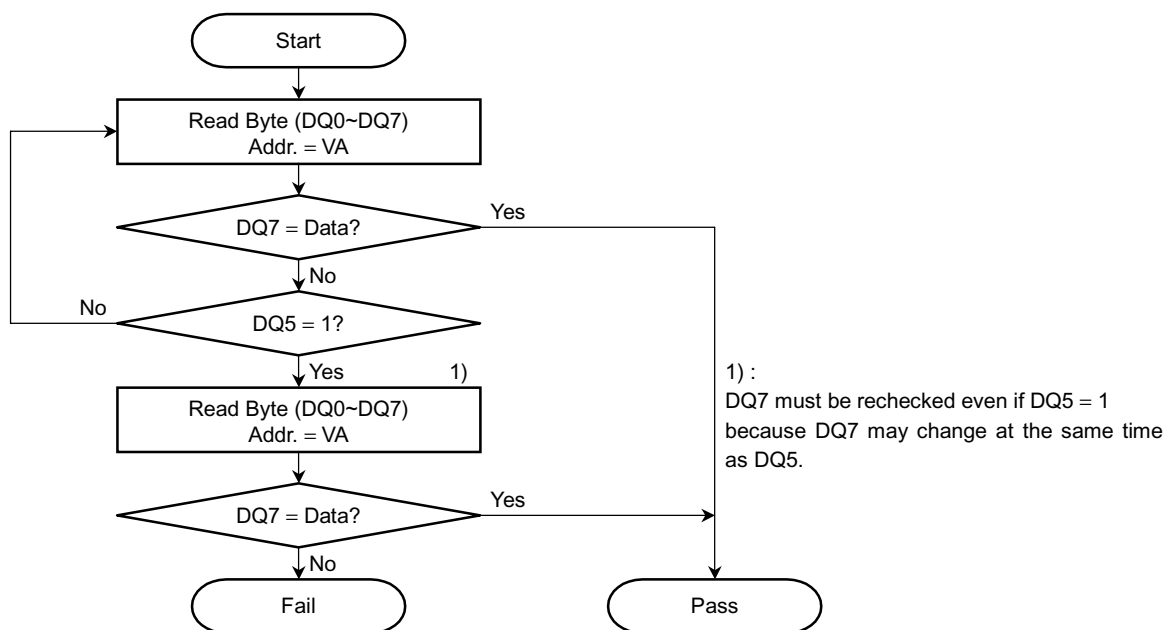 Start
Read Byte (DQ0~DQ7)
Addr. = VA
DQ7 = Data?
Yes
No
No
DQ5 = 1?
Yes
1)
Read Byte (DQ0~DQ7)
Addr. = VA
DQ7 = Data?
Yes
No
Fail
Pass
1) :
DQ7 must be rechecked even if DQ5 = 1
because DQ7 may change at the same time
as DQ5.